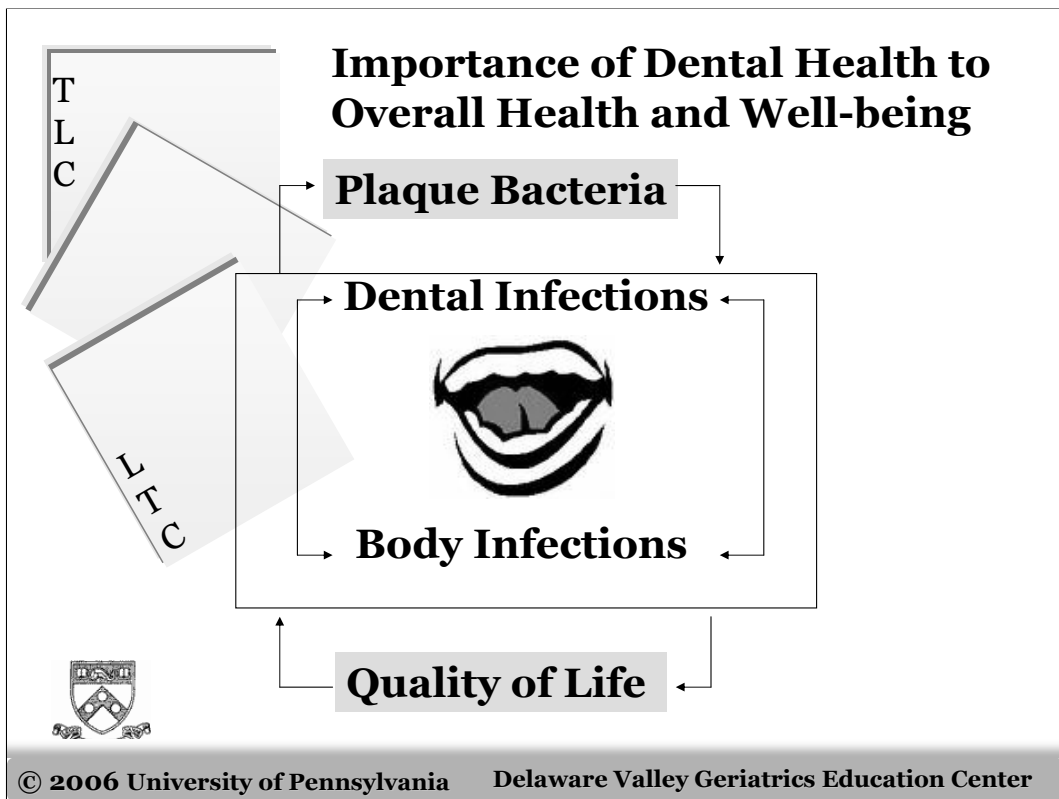 Importance of Dental Health to
Overall Health and Well-being
T
L
C
Plaque Bacteria
Dental Infections
Body Infections
L
T
C
Quality of Life
© 2006 University of Pennsylvania Delaware Valley Geriatrics Education Center